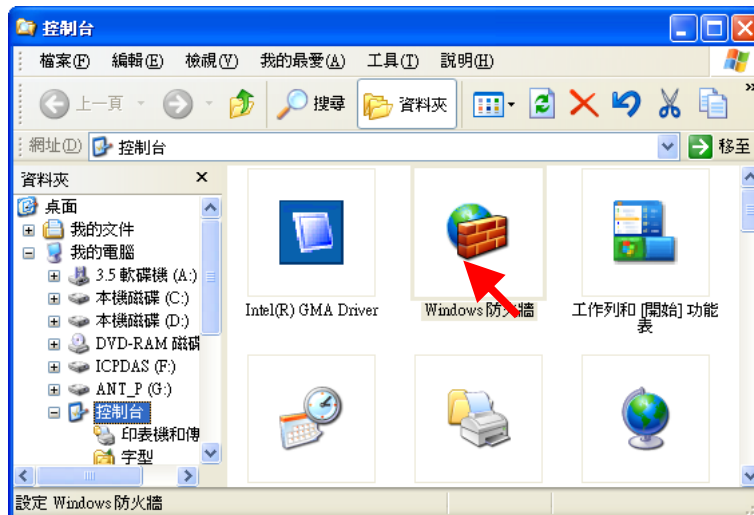 控制台
檔案(F) 編輯(E) 檢視(V) 我的最愛(A) 工具(T) 說明(H)
上一頁 搜尋 資料夾
網址(D) 控制台 移至
資料夾
桌面
我的文件
我的電腦
3.5 軟碟機 (A:)
本機磁碟 (C:)
本機磁碟 (D:)
DVD-RAM 磁碟
ICPDAS (F:)
ANT_P (G:)
控制台
印表機和傳
字型
Intel(R) GMA Driver
Windows 防火牆
工作列和 [開始] 功能
表
設定 Windows 防火牆